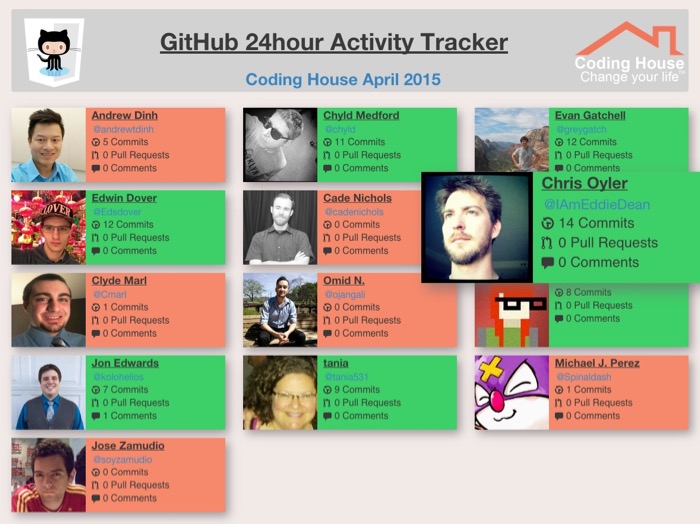 GitHub 24hour Activity Tracker
Coding House April 2015
Coding House
Change your life
Andrew Dinh
@andrewtdinh
5 Commits
0 Pull Requests
0 Comments
Chyld Medford
@chyld
11 Commits
0 Pull Requests
0 Comments
Evan Gatchell
@greygatch
12 Commits
0 Pull Requests
Edwin Dover
@Edsdover
12 Commits
0 Pull Requests
0 Comments
Cade Nichols
@cadenichols
0 Commits
0 Pull Requests
0 Comments
Chris Oyler
@IAmEddieDean
14 Commits
0 Pull Requests
0 Comments
Clyde Marl
@Cmarl
1 Commits
0 Pull Requests
0 Comments
Omid N.
@ojangali
0 Commits
0 Pull Requests
0 Comments
8 Commits
0 Pull Requests
0 Comments
Jon Edwards
@kolohelios
7 Commits
0 Pull Requests
1 Comments
tania
@tania531
9 Commits
0 Pull Requests
0 Comments
Michael J. Perez
@Spinaldash
1 Commits
0 Pull Requests
0 Comments
Jose Zamudio
@soyzamudio
0 Commits
0 Pull Requests
0 Comments